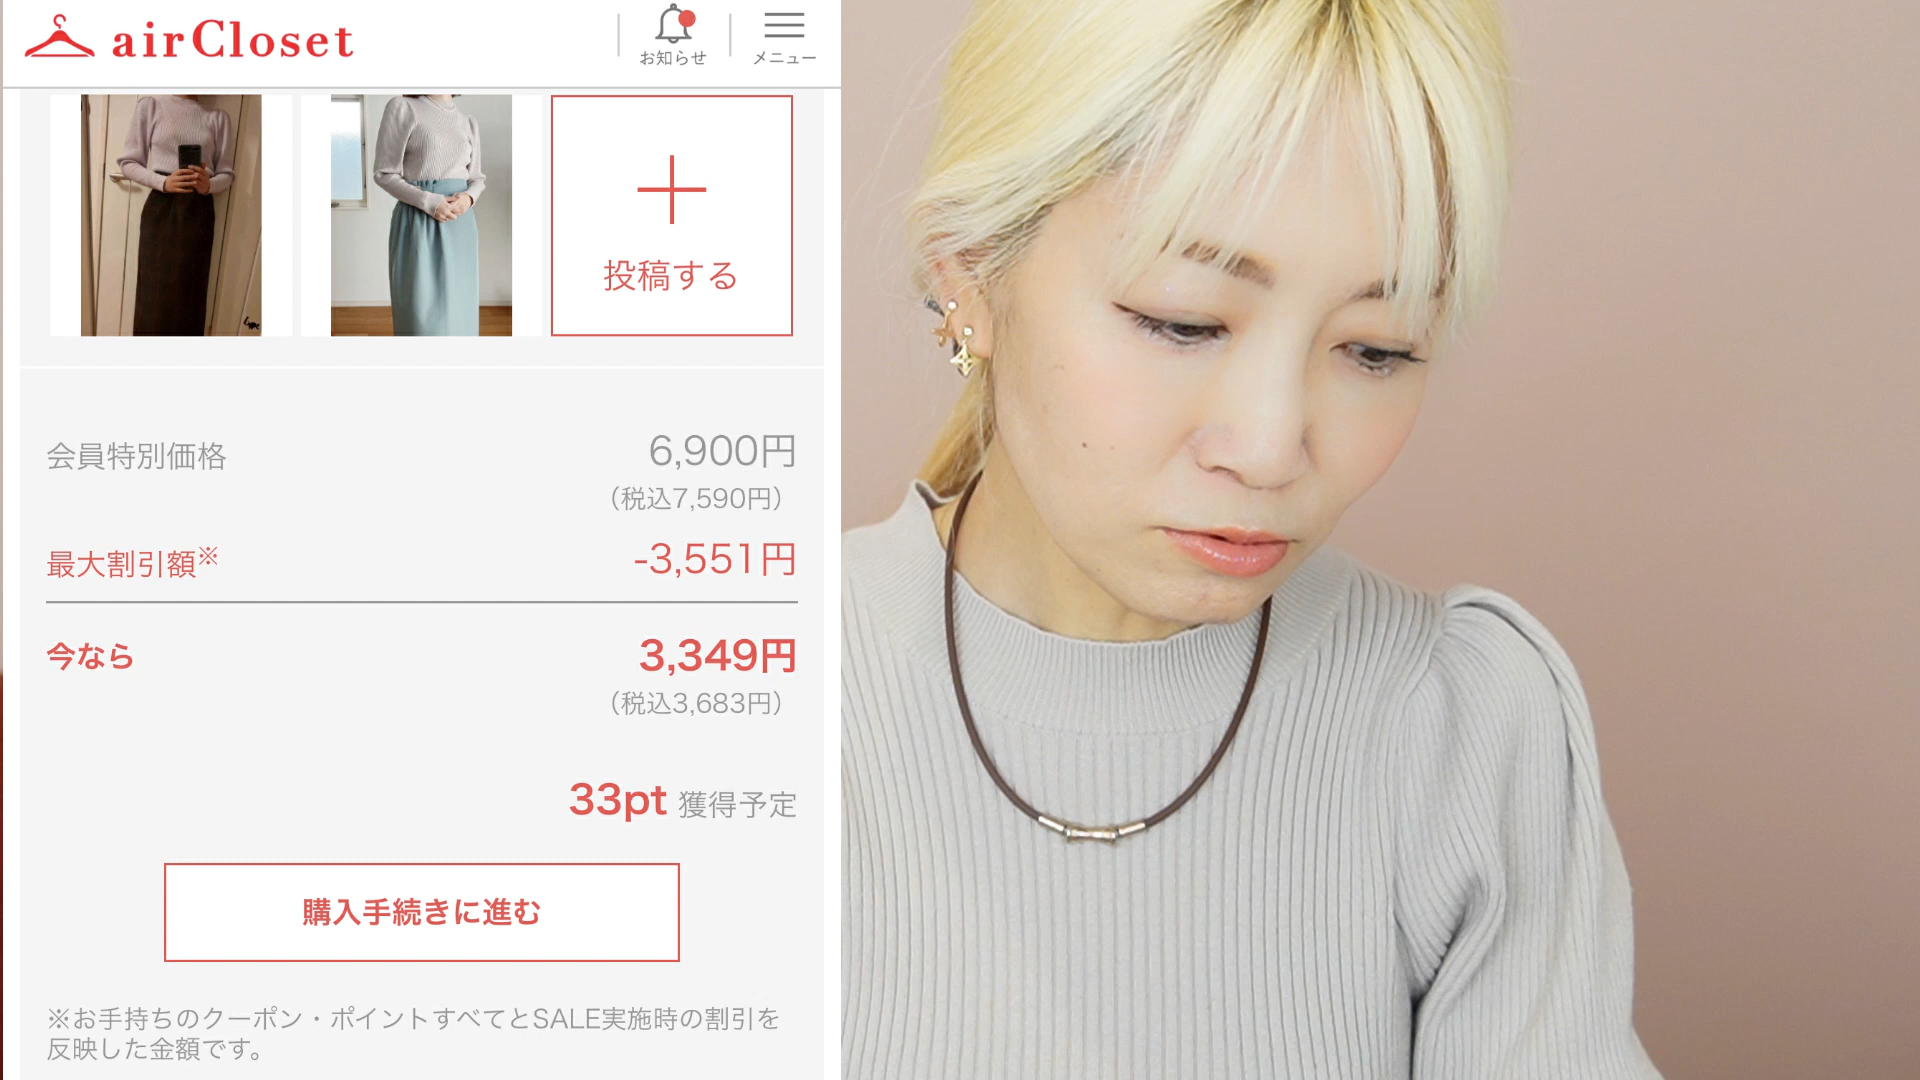 airCloset
お知らせ
メニュー
投稿する
会員特別価格
6,900円
（税込7,590円）
最大割引額※
-3,551円
今なら
3,349円
（税込3,683円）
33pt 獲得予定
購入手続きに進む
※お手持ちのクーポン・ポイントすべてとSALE実施時の割引を
反映した金額です。